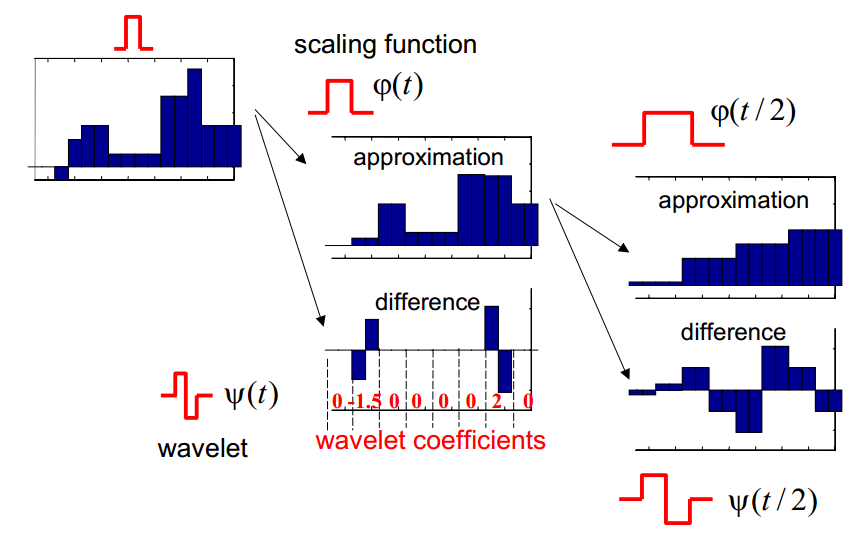 scaling function
φ(t)
φ(t / 2)
approximation
approximation
difference
difference
0 -1.5 0 0 0 0 2 0
ψ(t)
wavelet coefficients
wavelet
ψ(t / 2)